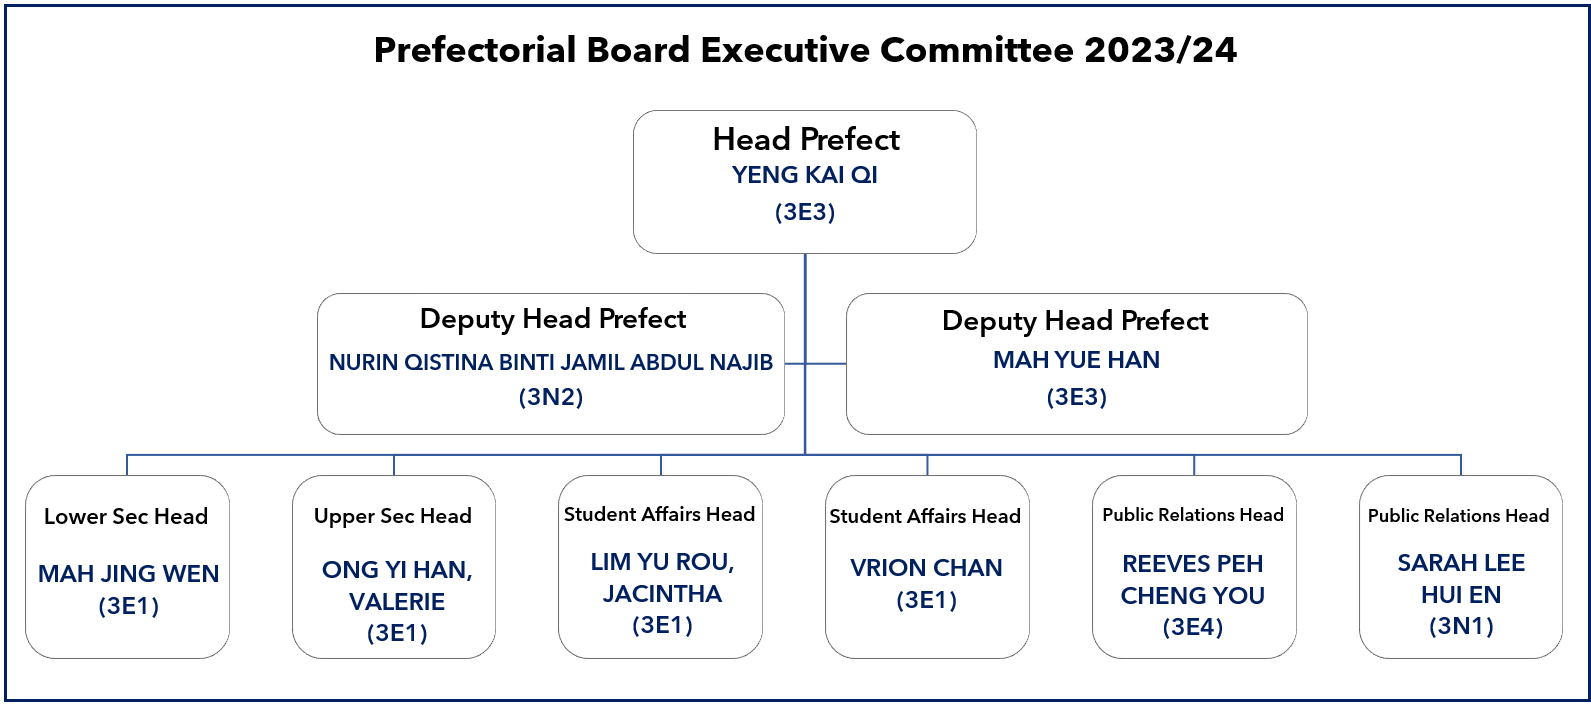 Prefectorial Board Executive Committee 2023/24
Head Prefect
YENG KAI QI
(3E3)
Deputy Head Prefect
NURIN QISTINA BINTI JAMIL ABDUL NAJIB
(3N2)
Deputy Head Prefect
MAH YUE HAN
(3E3)
Lower Sec Head
MAH JING WEN
(3E1)
Upper Sec Head
ONG YI HAN,
VALERIE
(3E1)
Student Affairs Head
LIM YU ROU,
JACINTHA
(3E1)
Student Affairs Head
VRION CHAN
(3E1)
Public Relations Head
REEVES PEH
CHENG YOU
(3E4)
Public Relations Head
SARAH LEE
HUI EN
(3N1)